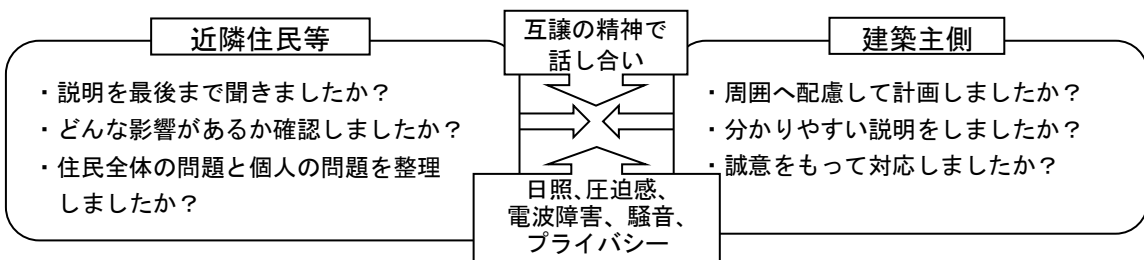 近隣住民等
・説明を最後まで聞きましたか？
・どんな影響があるか確認しましたか？
・住民全体の問題と個人の問題を整理
しましたか？
互譲の精神で
話し合い
日照、圧迫感、
電波障害、騒音、
プライバシー
建築主側
・周囲へ配慮して計画しましたか？
・分かりやすい説明をしましたか？
・誠意をもって対応しましたか？